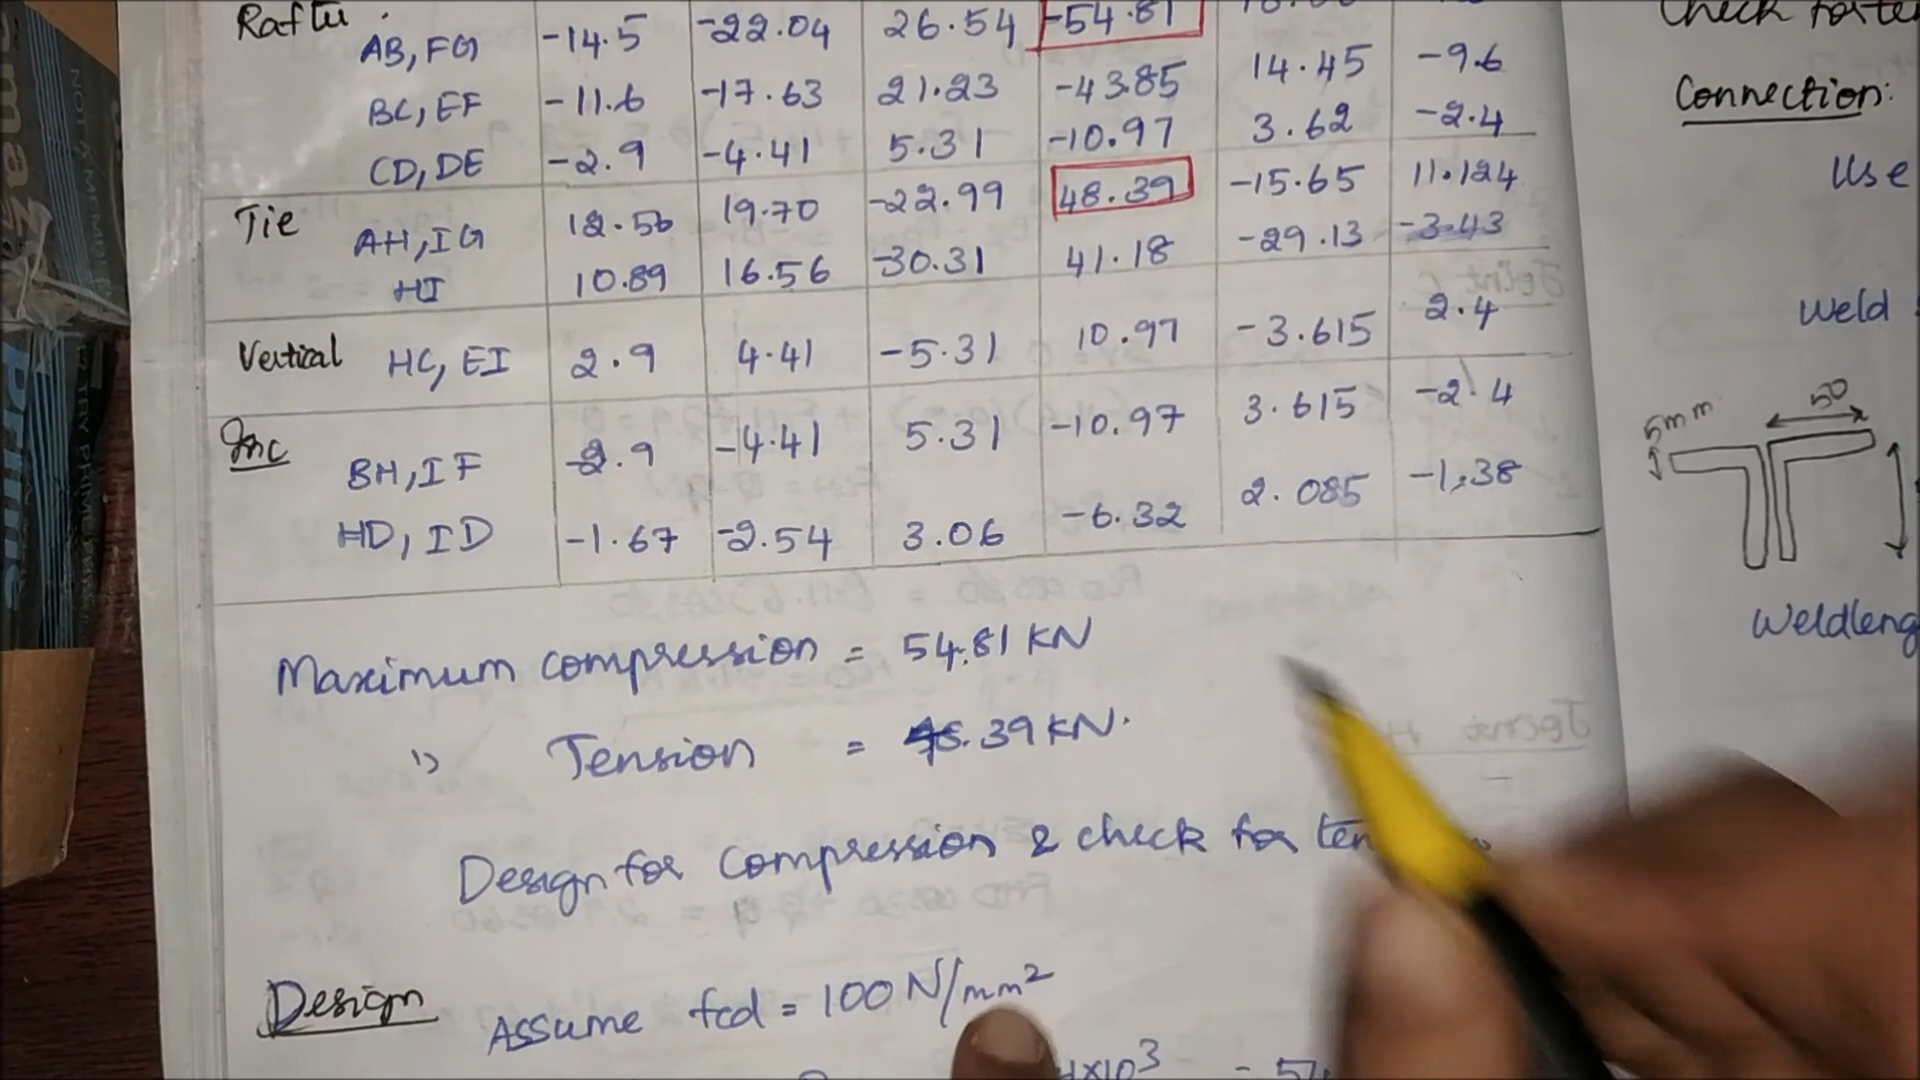 Rafter
AB, FG -14.5 -22.04 26.54 -54.81
BC, EF -11.6 -17.63 21.23 -43.85 14.45 -9.6
CD, DE -2.9 -4.41 5.31 -10.97 3.62 -2.4
Tie
AH, IG 12.56 19.70 -22.99 48.39 -15.65 11.124
HI 10.89 16.56 -30.31 41.18 -29.13 -3.43
Vertical HC, EI 2.9 4.41 -5.31 10.97 -3.615 2.4
Inc
BH, IF -2.9 -4.41 5.31 -10.97 3.615 -2.4
HD, ID -1.67 -2.54 3.06 -6.32 2.085 -1.38
Maximum compression = 54.81 KN
" Tension = 48.39 KN.
Design for compression & check for ten
Design
Assume fcd = 100 N/mm²
×10³ =
Check for te
Connection:
Use
Weld
5mm 50
Weldleng
NOT A ME